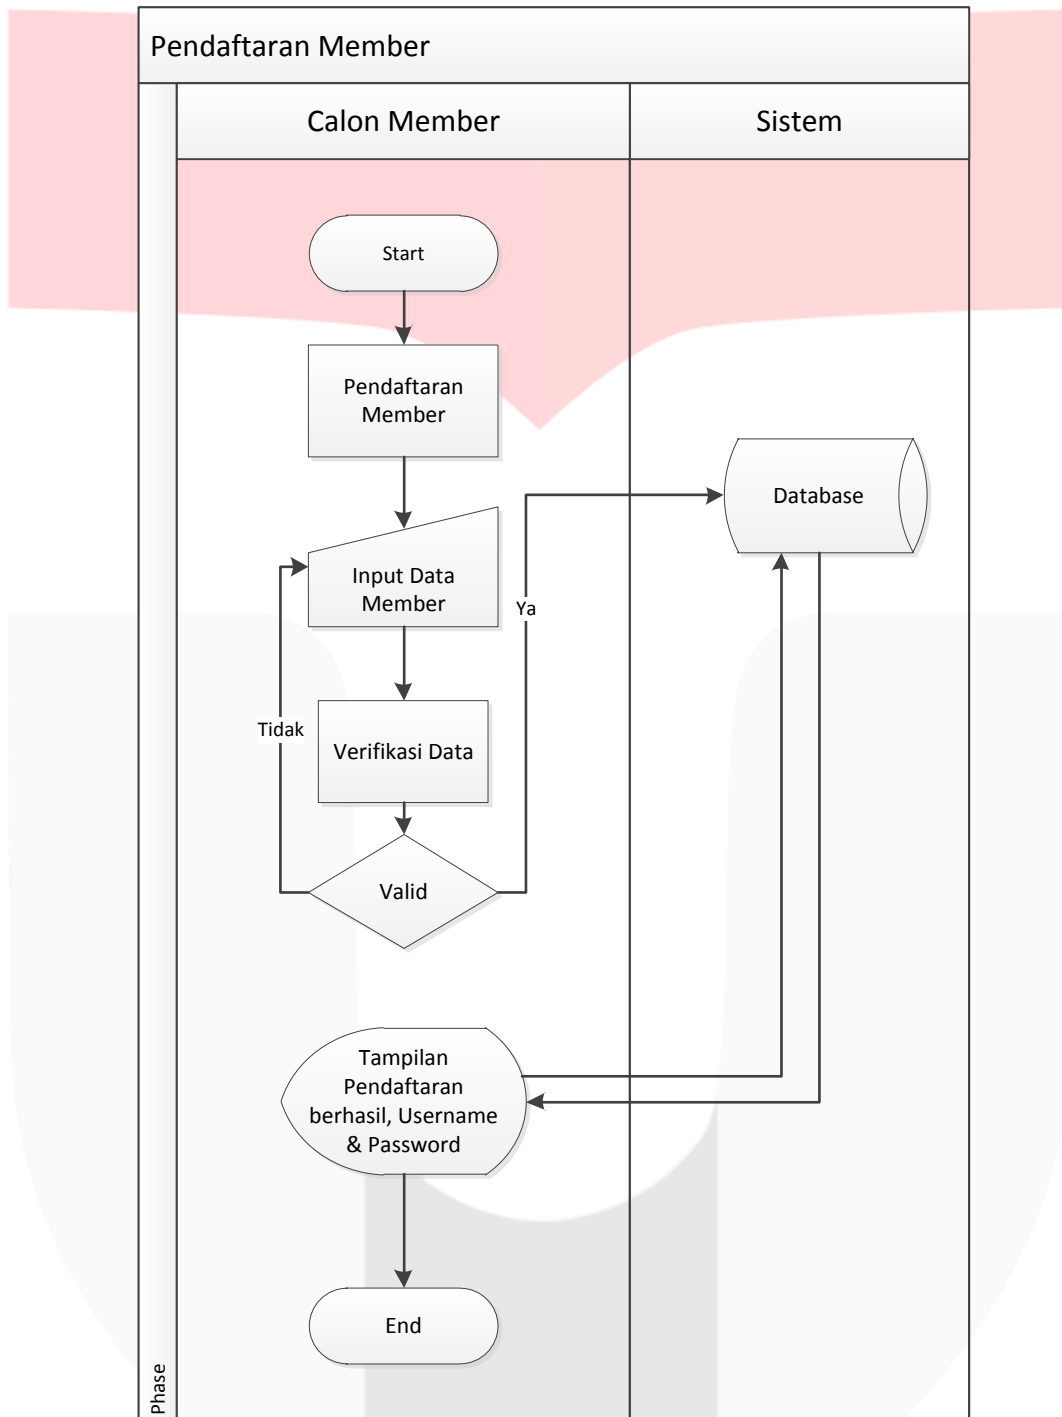 Pendaftaran Member
Calon Member
Sistem
Start
Pendaftaran
Member
Database
Input Data
Member
Ya
Tidak
Verifikasi Data
Valid
Tampilan
Pendaftaran
berhasil, Username
& Password
End
Phase